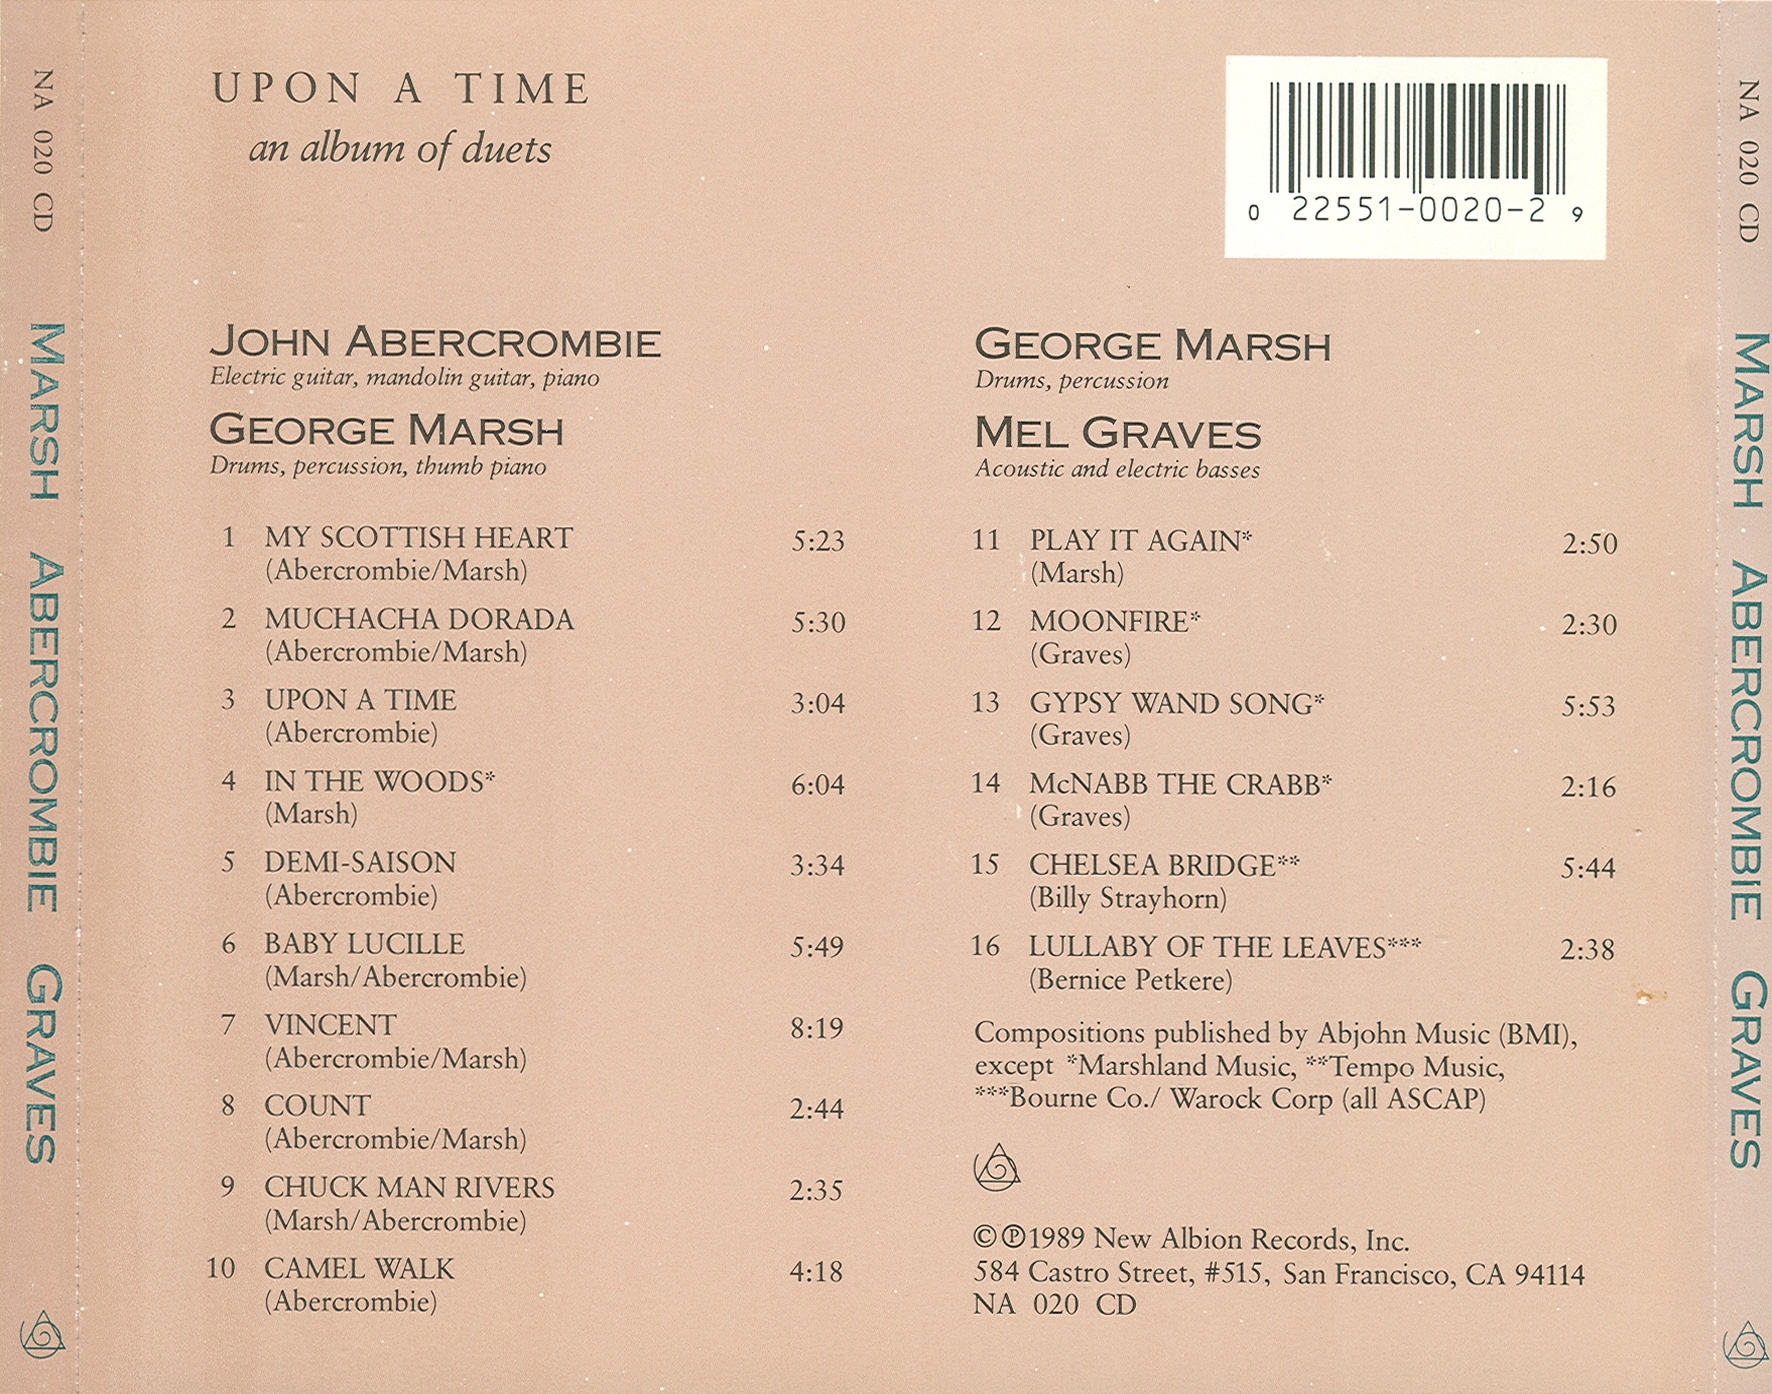 NA 020 CD MARSH ABERCROMBIE GRAVES
UPON A TIME
an album of duets
0 22551-0020-2 9
JOHN ABERCROMBIE
Electric guitar, mandolin guitar, piano
GEORGE MARSH
Drums, percussion, thumb piano
1 MY SCOTTISH HEART 5:23
(Abercrombie/Marsh)
2 MUCHACHA DORADA 5:30
(Abercrombie/Marsh)
3 UPON A TIME 3:04
(Abercrombie)
4 IN THE WOODS* 6:04
(Marsh)
5 DEMI-SAISON 3:34
(Abercrombie)
6 BABY LUCILLE 5:49
(Marsh/Abercrombie)
7 VINCENT 8:19
(Abercrombie/Marsh)
8 COUNT 2:44
(Abercrombie/Marsh)
9 CHUCK MAN RIVERS 2:35
(Marsh/Abercrombie)
10 CAMEL WALK 4:18
(Abercrombie)
GEORGE MARSH
Drums, percussion
MEL GRAVES
Acoustic and electric basses
11 PLAY IT AGAIN* 2:50
(Marsh)
12 MOONFIRE* 2:30
(Graves)
13 GYPSY WAND SONG* 5:53
(Graves)
14 McNABB THE CRABB* 2:16
(Graves)
15 CHELSEA BRIDGE** 5:44
(Billy Strayhorn)
16 LULLABY OF THE LEAVES*** 2:38
(Bernice Petkere)
Compositions published by Abjohn Music (BMI),
except *Marshland Music, **Tempo Music,
***Bourne Co./ Warock Corp (all ASCAP)
©℗1989 New Albion Records, Inc.
584 Castro Street, #515, San Francisco, CA 94114
NA 020 CD
NA 020 CD MARSH ABERCROMBIE GRAVES